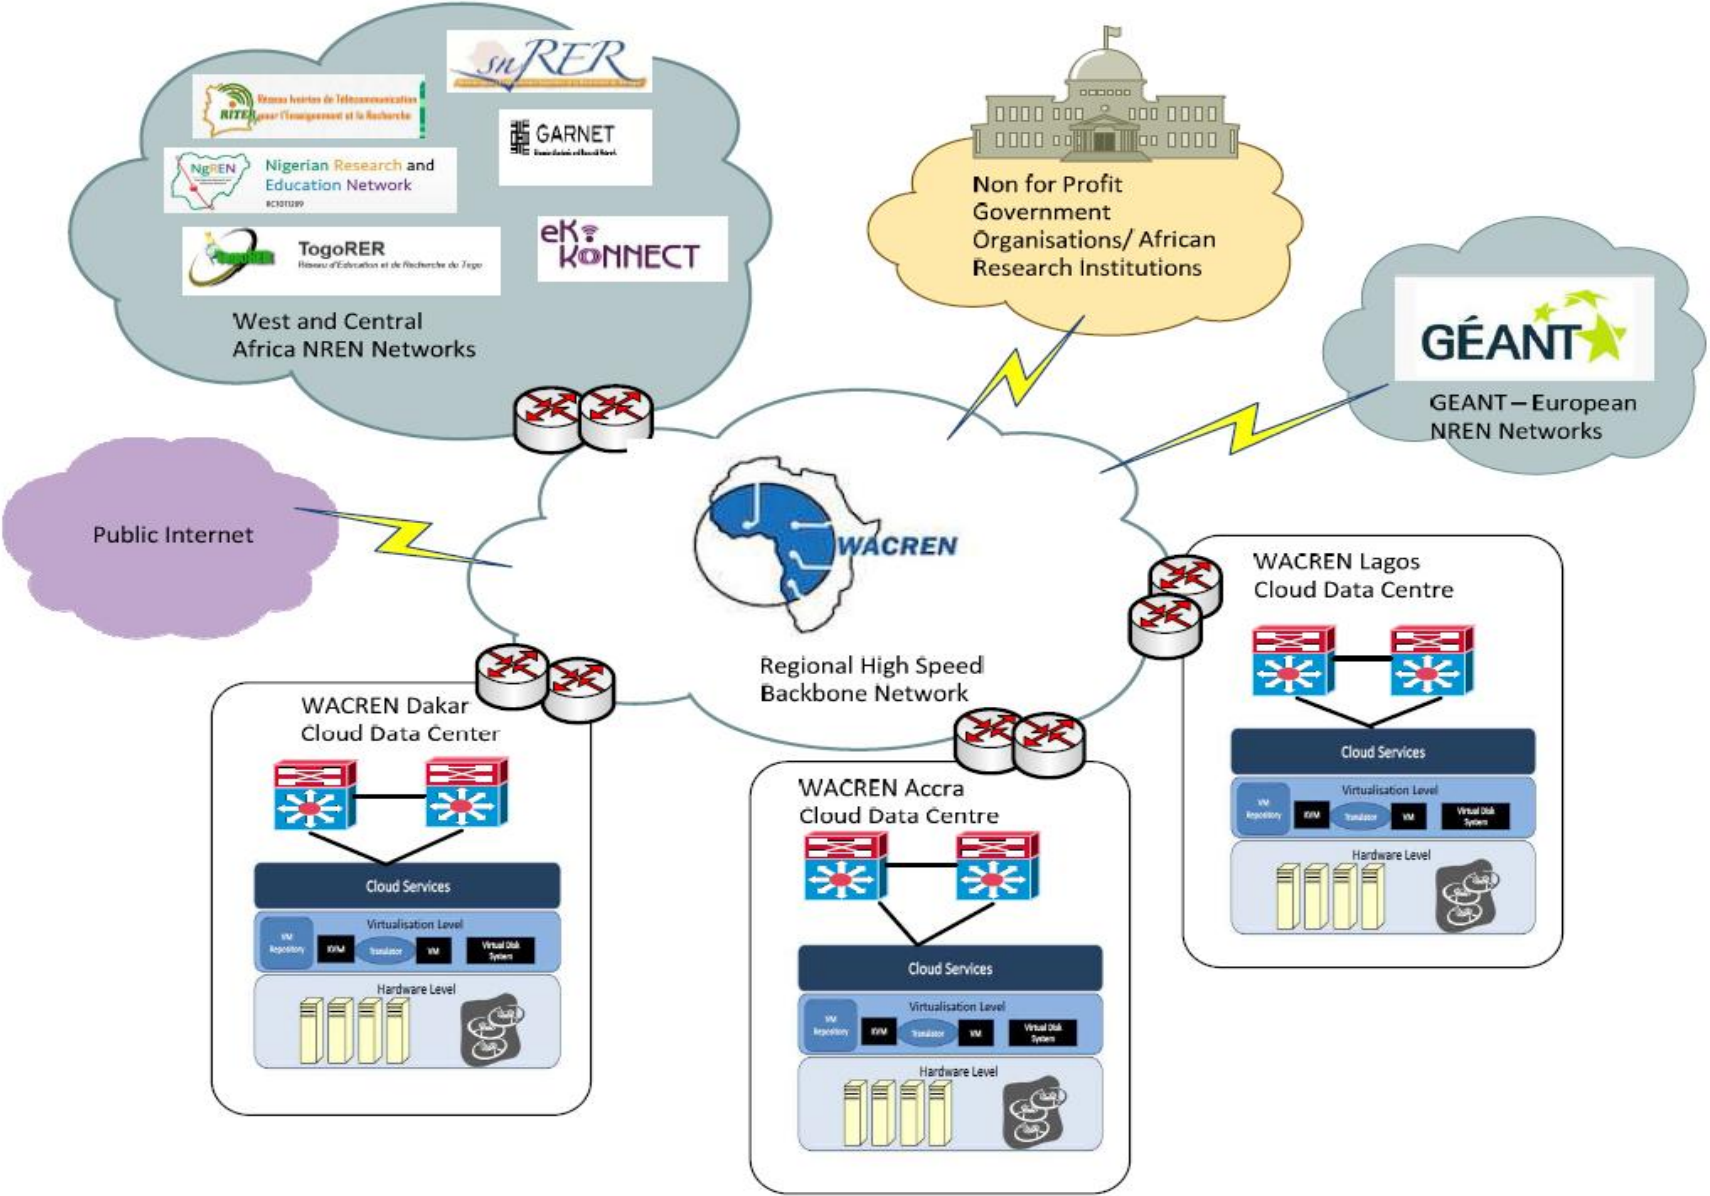 snRER
Réseau Ivoirien de Télécommunication
RITER pour l'Enseignement et la Recherche
GARNET
NgREN
Nigerian Research and
Education Network
RC1011289
TogoRER
TogoRER
Réseau d'Education et de Recherche du Togo
eKo
KONNECT
West and Central
Africa NREN Networks
Non for Profit
Government
Organisations/ African
Research Institutions
GÉANT
GEANT – European
NREN Networks
Public Internet
WACREN
Regional High Speed
Backbone Network
WACREN Dakar
Cloud Data Center
Cloud Services
Virtualisation Level
VM
Repository
KVM
Translator
VM
Virtual Disk
System
Hardware Level
WACREN Accra
Cloud Data Centre
Cloud Services
Virtualisation Level
VM
Repository
KVM
Translator
VM
Virtual Disk
System
Hardware Level
WACREN Lagos
Cloud Data Centre
Cloud Services
Virtualisation Level
VM
Repository
KVM
Translator
VM
Virtual Disk
System
Hardware Level